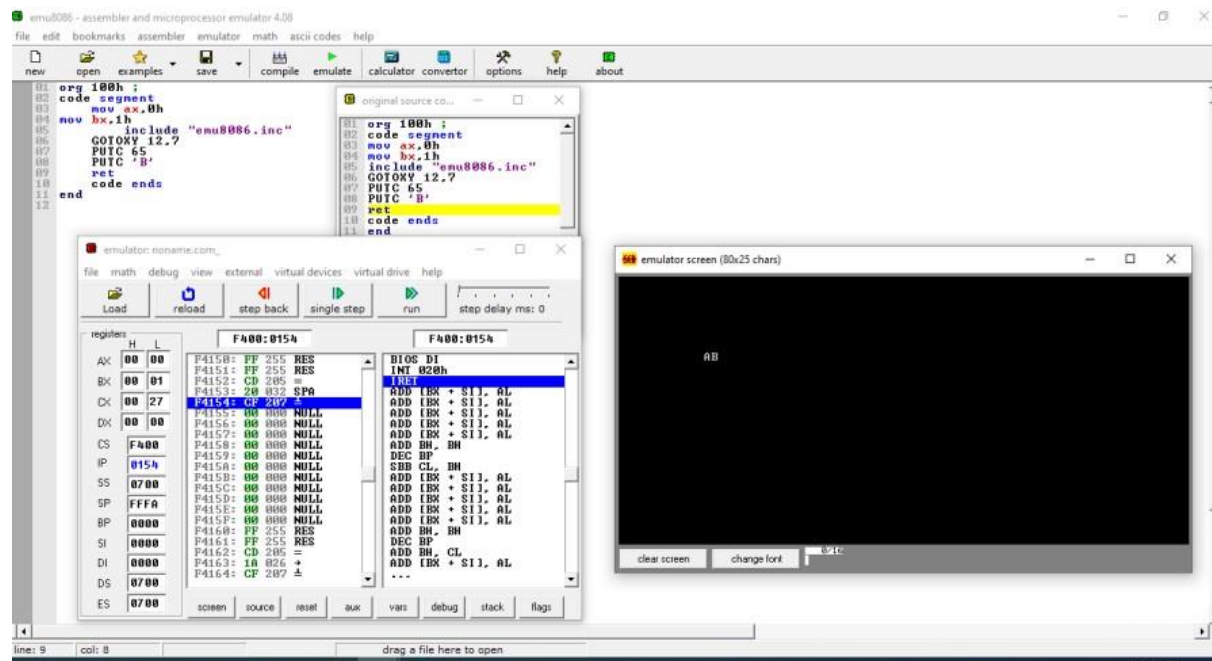 emu8086 - assembler and microprocessor emulator 4.08
file edit bookmarks assembler emulator math ascii codes help
new open examples save compile emulate calculator convertor options help about
01 org 100h ;
02 code segment
03 mov ax,0h
04 mov bx,1h
05 include "emu8086.inc"
06 GOTOXY 12,7
07 PUTC 65
08 PUTC 'B'
09 ret
10 code ends
11 end
12
original source co...
01 org 100h ;
02 code segment
03 mov ax,0h
04 mov bx,1h
05 include "emu8086.inc"
06 GOTOXY 12,7
07 PUTC 65
08 PUTC 'B'
09 ret
10 code ends
11 end
emulator: noname.com_
file math debug view external virtual devices virtual drive help
Load reload step back single step run step delay ms: 0
registers
H L
AX 00 00
BX 00 01
CX 00 27
DX 00 00
CS F400
IP 0154
SS 0700
SP FFFA
BP 0000
SI 0000
DI 0000
DS 0700
ES 0700
F400:0154
F4150: FF 255 RES
F4151: FF 255 RES
F4152: CD 205 =
F4153: 20 032 SPA
F4154: CF 207 ╧
F4155: 00 000 NULL
F4156: 00 000 NULL
F4157: 00 000 NULL
F4158: 00 000 NULL
F4159: 00 000 NULL
F415A: 00 000 NULL
F415B: 00 000 NULL
F415C: 00 000 NULL
F415D: 00 000 NULL
F415E: 00 000 NULL
F415F: 00 000 NULL
F4160: FF 255 RES
F4161: FF 255 RES
F4162: CD 205 =
F4163: 1A 026 →
F4164: CF 207 ╧
F400:0154
BIOS DI
INT 020h
IRET
ADD [BX + SI], AL
ADD [BX + SI], AL
ADD [BX + SI], AL
ADD [BX + SI], AL
ADD [BX + SI], AL
ADD BH, BH
DEC BP
SBB CL, BH
ADD [BX + SI], AL
ADD [BX + SI], AL
ADD [BX + SI], AL
ADD [BX + SI], AL
ADD [BX + SI], AL
ADD BH, BH
DEC BP
ADD BH, CL
ADD [BX + SI], AL
...
screen source reset aux vars debug stack flags
emulator screen (80x25 chars)
AB
clear screen change font 0/16
line: 9 col: 8 drag a file here to open